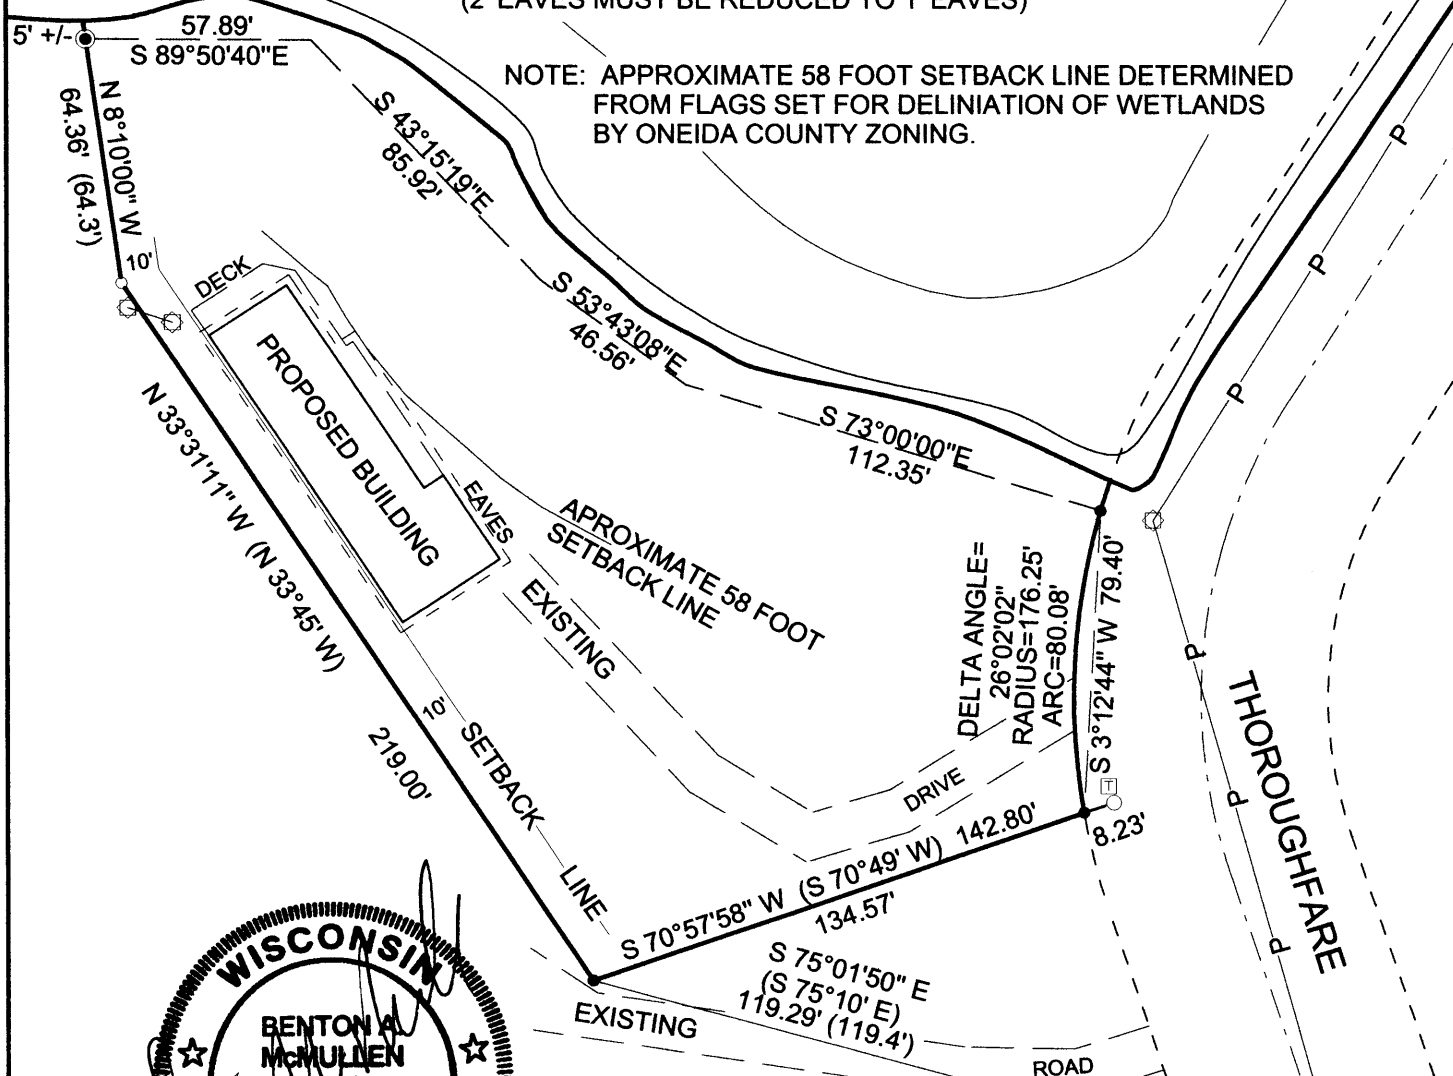 (2' EAVES MUST BE REDUCED TO 1' EAVES)
5' +/-
57.89'
S 89°50'40"E
NOTE: APPROXIMATE 58 FOOT SETBACK LINE DETERMINED
FROM FLAGS SET FOR DELINIATION OF WETLANDS
BY ONEIDA COUNTY ZONING.
N 8°10'00" W
64.36' (64.3')
S 43°15'19"E
85.92'
10'
DECK
S 53°43'08"E
46.56'
PROPOSED BUILDING
S 73°00'00"E
112.35'
N 33°31'11" W (N 33°45' W)
219.00'
EAVES
APROXIMATE 58 FOOT
SETBACK LINE
EXISTING
DELTA ANGLE=
26°02'02"
RADIUS=176.25'
ARC=80.08'
S 3°12'44" W 79.40'
P
P
P
P
P
P
10'
SETBACK
LINE
DRIVE
T
8.23'
THOROUGHFARE
S 70°57'58" W (S 70°49' W) 142.80'
134.57'
S 75°01'50" E
(S 75°10' E)
119.29' (119.4')
EXISTING
ROAD
WISCONSIN
BENTON A.
McMULLEN